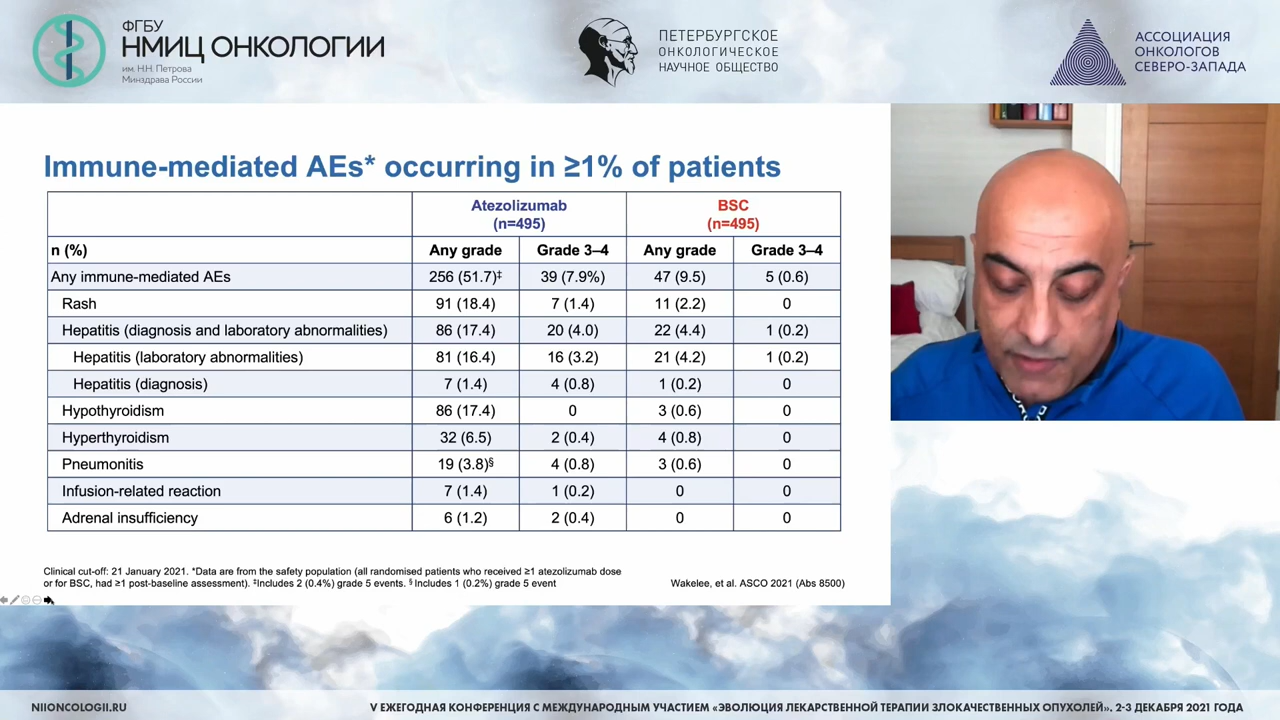 ФГБУ
НМИЦ ОНКОЛОГИИ
им. Н.Н. Петрова
Минздрава России
ПЕТЕРБУРГСКОЕ
ОНКОЛОГИЧЕСКОЕ
НАУЧНОЕ ОБЩЕСТВО
АССОЦИАЦИЯ
ОНКОЛОГОВ
СЕВЕРО-ЗАПАДА
Immune-mediated AEs* occurring in ≥1% of patients
Atezolizumab BSC
(n=495) (n=495)
n (%) Any grade Grade 3–4 Any grade Grade 3–4
Any immune-mediated AEs 256 (51.7)‡ 39 (7.9%) 47 (9.5) 5 (0.6)
Rash 91 (18.4) 7 (1.4) 11 (2.2) 0
Hepatitis (diagnosis and laboratory abnormalities) 86 (17.4) 20 (4.0) 22 (4.4) 1 (0.2)
Hepatitis (laboratory abnormalities) 81 (16.4) 16 (3.2) 21 (4.2) 1 (0.2)
Hepatitis (diagnosis) 7 (1.4) 4 (0.8) 1 (0.2) 0
Hypothyroidism 86 (17.4) 0 3 (0.6) 0
Hyperthyroidism 32 (6.5) 2 (0.4) 4 (0.8) 0
Pneumonitis 19 (3.8)§ 4 (0.8) 3 (0.6) 0
Infusion-related reaction 7 (1.4) 1 (0.2) 0 0
Adrenal insufficiency 6 (1.2) 2 (0.4) 0 0
Clinical cut-off: 21 January 2021. *Data are from the safety population (all randomised patients who received ≥1 atezolizumab dose
or for BSC, had ≥1 post-baseline assessment). ‡Includes 2 (0.4%) grade 5 events. § Includes 1 (0.2%) grade 5 event
Wakelee, et al. ASCO 2021 (Abs 8500)
NIIONCOLOGII.RU
V ЕЖЕГОДНАЯ КОНФЕРЕНЦИЯ С МЕЖДУНАРОДНЫМ УЧАСТИЕМ «ЭВОЛЮЦИЯ ЛЕКАРСТВЕННОЙ ТЕРАПИИ ЗЛОКАЧЕСТВЕННЫХ ОПУХОЛЕЙ». 2-3 ДЕКАБРЯ 2021 ГОДА